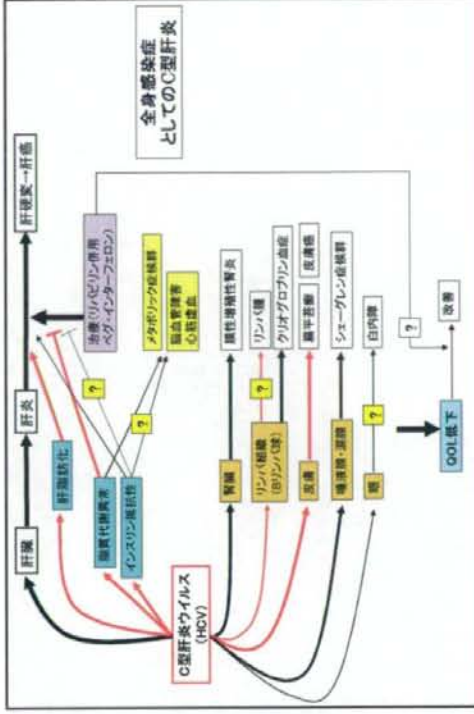 全身感染症
としてのC型肝炎
肝臓
肝炎
肝硬変→肝癌
肝脂肪化
脂質代謝異常
インスリン抵抗性
?
治療(リバビリン併用
ペグ・インターフェロン)
メタボリック症候群
脳血管障害
心筋虚血
?
C型肝炎ウイルス
(HCV)
腎臓
膜性増殖性腎炎
リンパ組織
(Bリンパ球)
?
リンパ腫
クリオグロブリン血症
皮膚
扁平苔癬
皮膚癌
唾液腺・涙腺
シェーグレン症候群
眼
?
白内障
QOL低下
?
改善